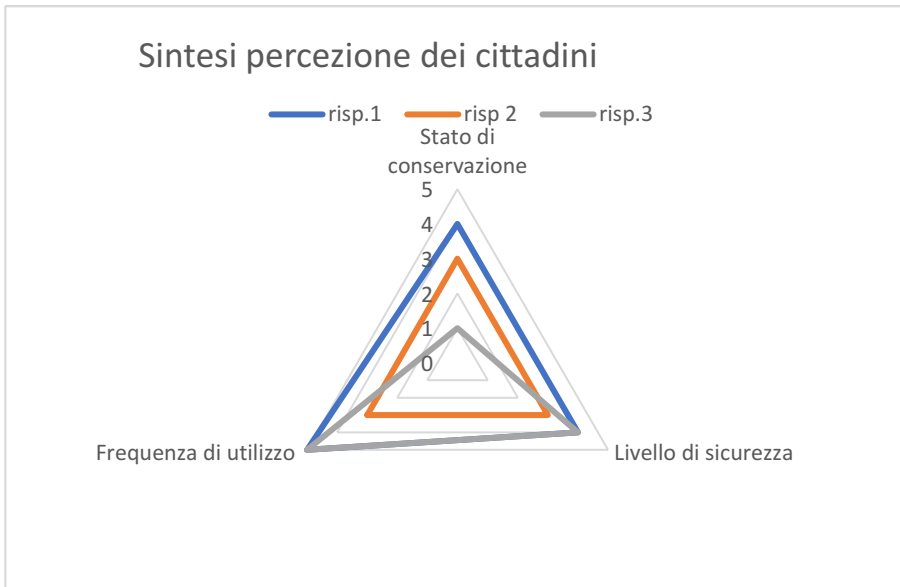 Sintesi percezione dei cittadini
risp.1 risp 2 risp.3
Stato di
conservazione
5
4
3
2
1
0
Frequenza di utilizzo
Livello di sicurezza